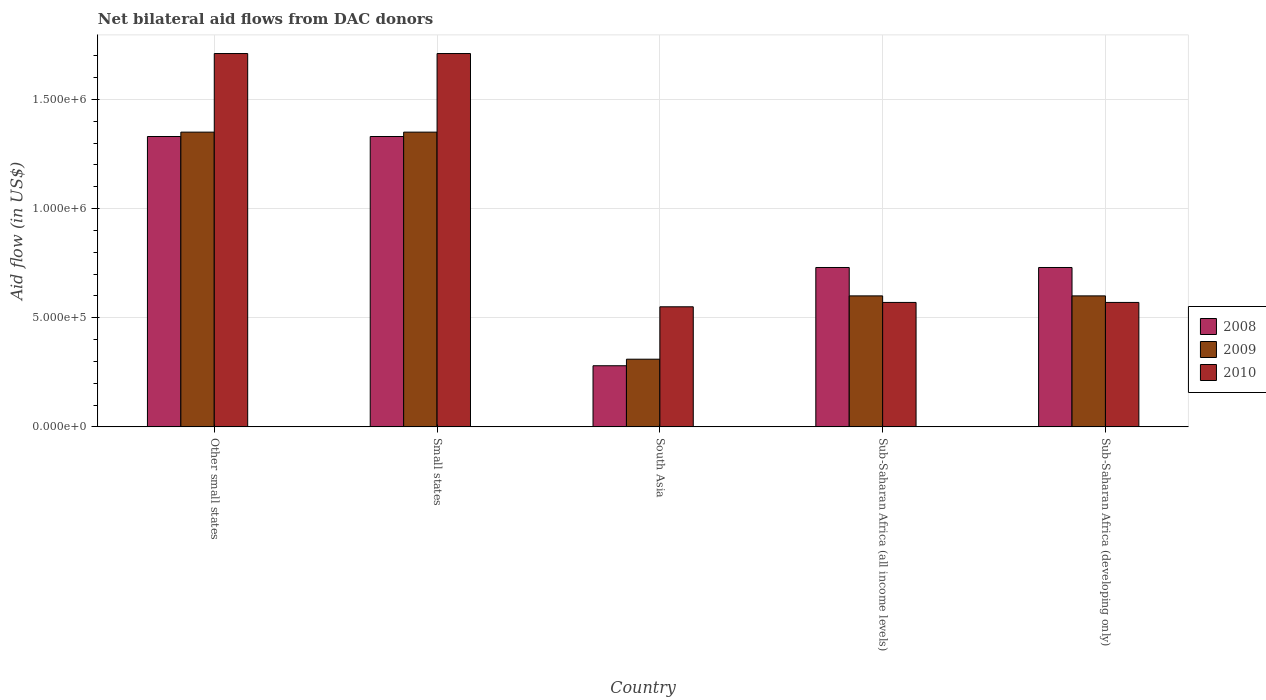 Net bilateral aid flows from DAC donors
Aid flow (in US$)
1.500e+6
1.000e+6
5.000e+5
0.000e+0
Other small states
Small states
South Asia
Sub-Saharan Africa (all income levels)
Sub-Saharan Africa (developing only)
Country
2008
2009
2010